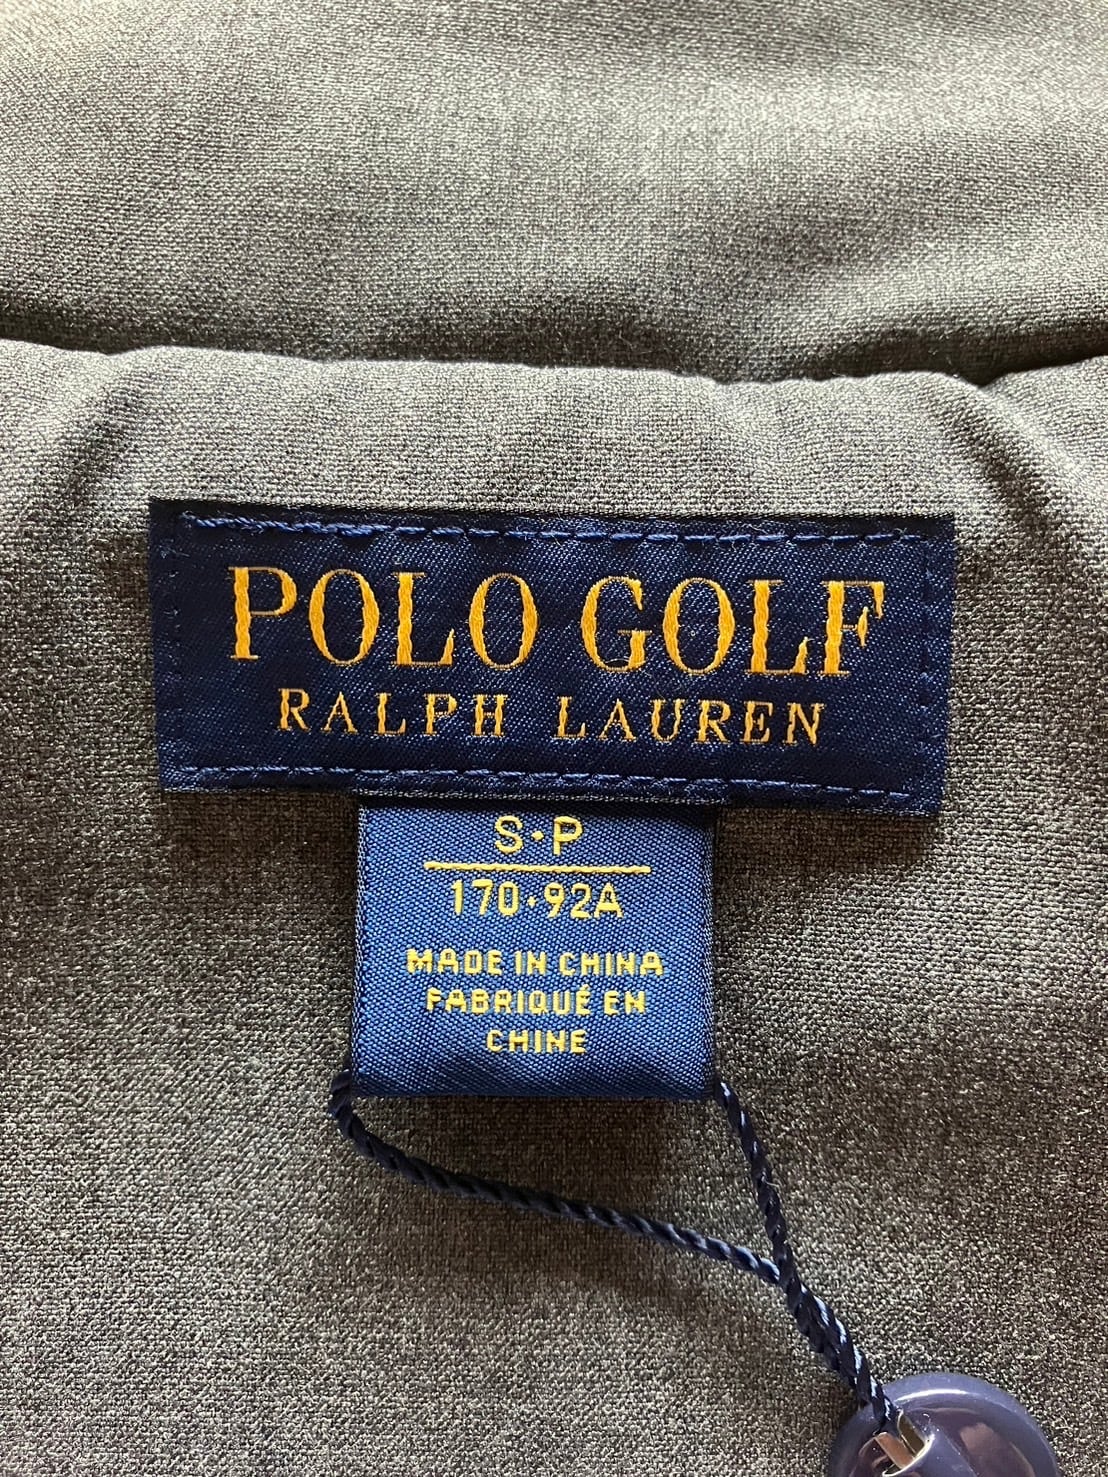 POLO GOLF
RALPH LAUREN
S•P
170•92A
MADE IN CHINA
FABRIQUÉ EN
CHINE